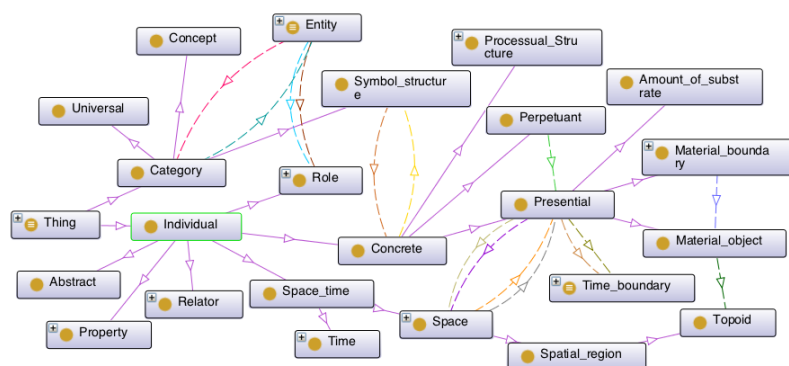 Entity
Concept
Processual_Stru
cture
Symbol_structur
e
Amount_of_subst
rate
Universal
Perpetuant
Material_bounda
ry
Category
Role
Presential
Thing
Individual
Concrete
Material_object
Abstract
Relator
Space_time
Time_boundary
Property
Time
Space
Topoid
Spatial_region